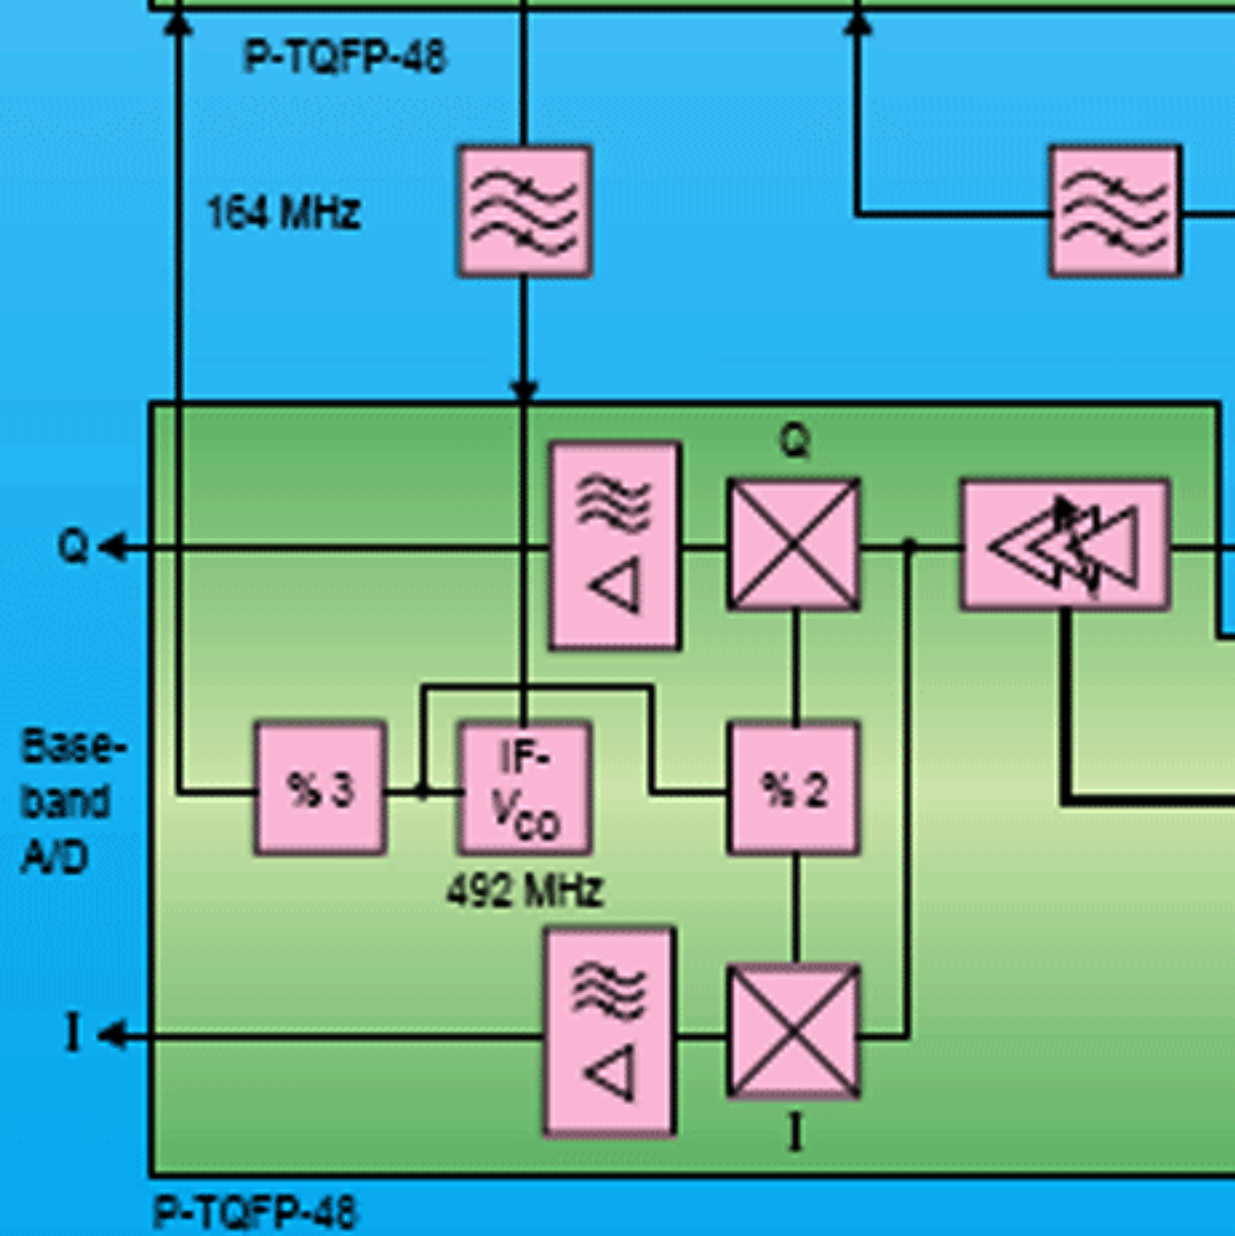 P-TQFP-48
164 MHz
Q
Q
Base-
band
A/D
% 3
IF-
VCO
% 2
492 MHz
I
I
P-TQFP-48